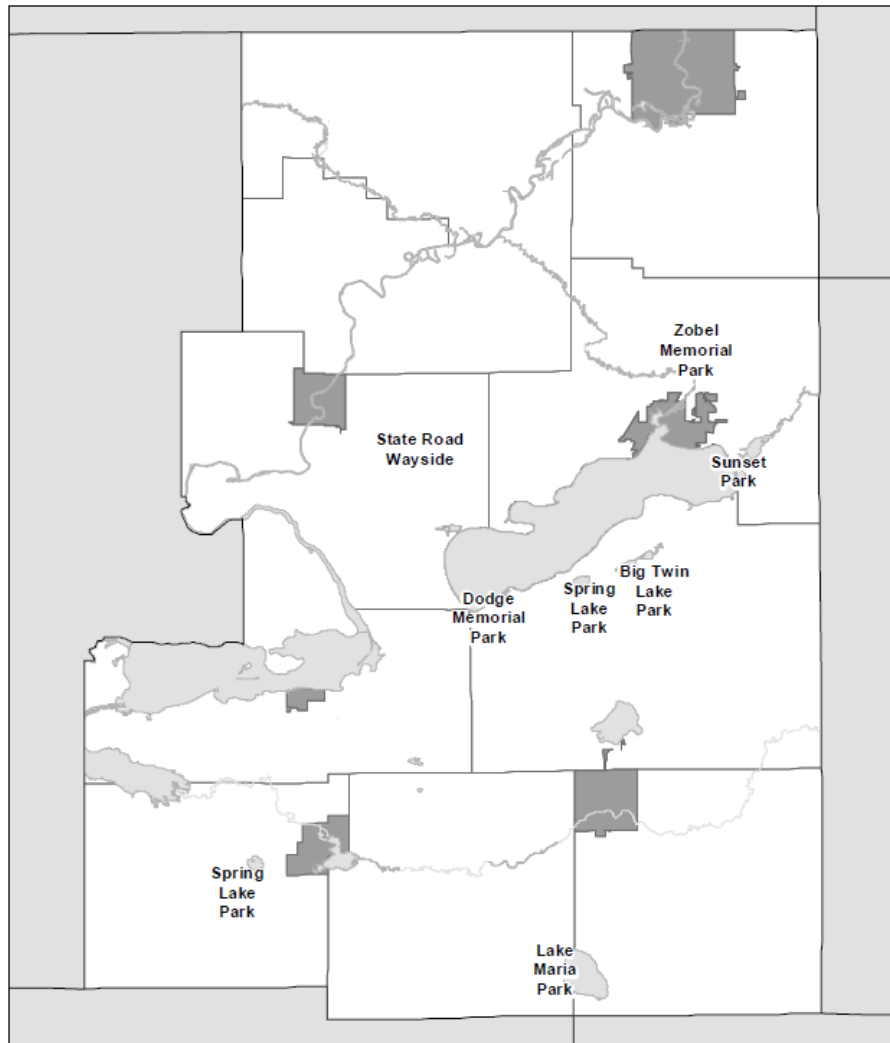 Zobel
Memorial
Park
State Road
Wayside
Sunset
Park
Big Twin
Lake
Park
Spring
Lake
Park
Dodge
Memorial
Park
Spring
Lake
Park
Lake
Maria
Park